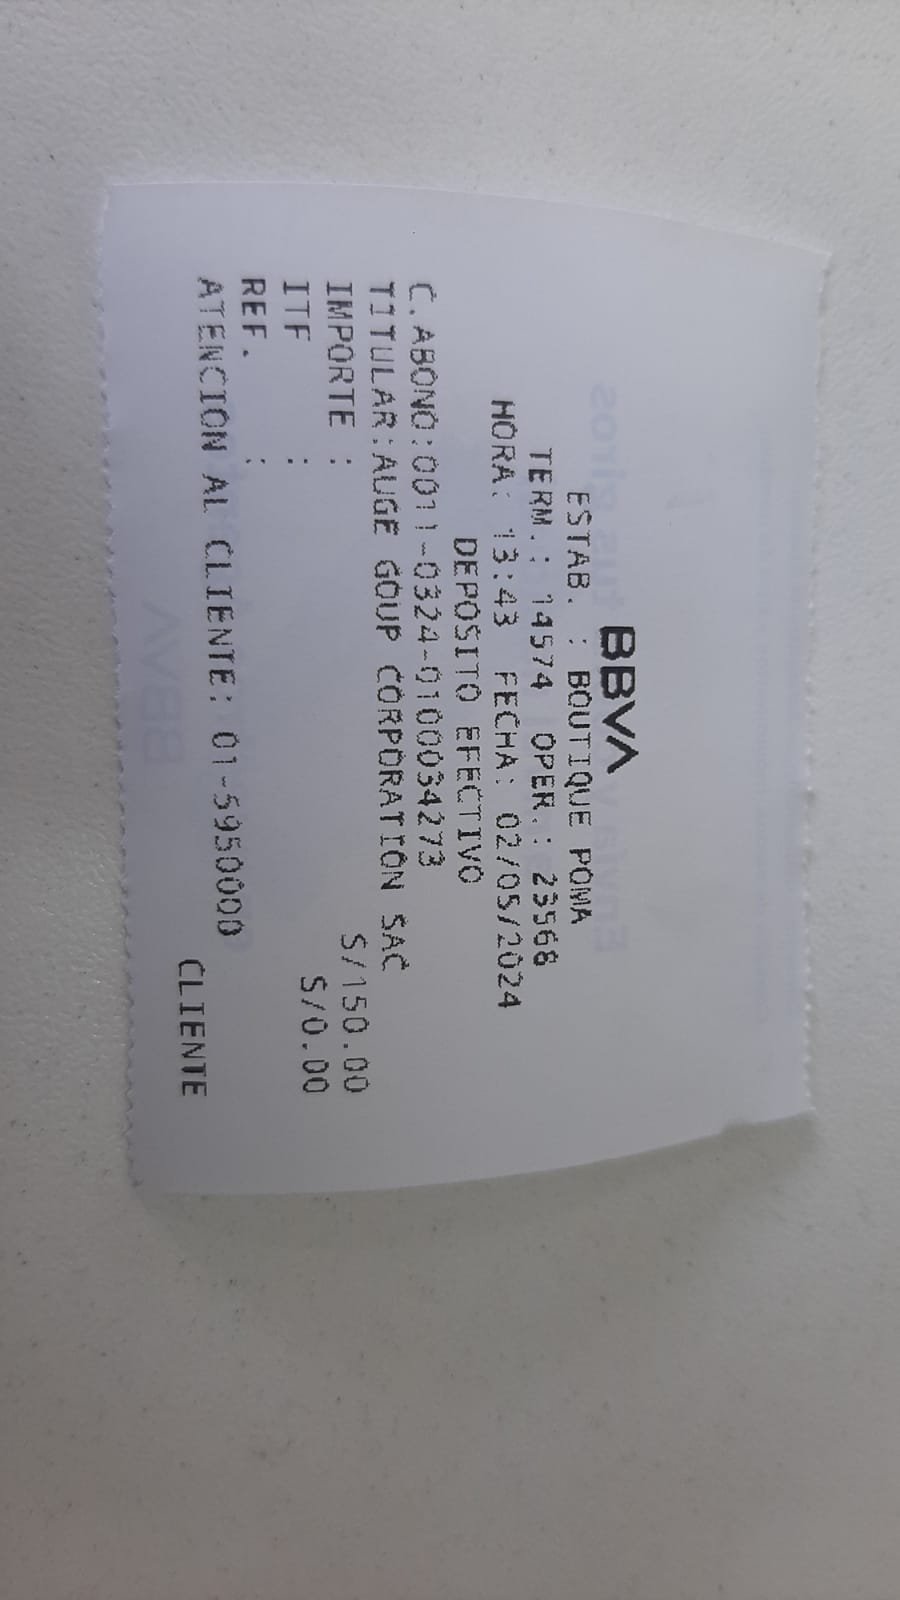 BBVA
ESTAB. : BOUTIQUE POMA
TERM.: 14574 OPER.: 23568
HORA: 13:43 FECHA: 02/05/2024
DEPOSITO EFECTIVO
C.ABONO:0011-0324-0100034273
TITULAR:AUGE GOUP CORPORATION SAC
IMPORTE : S/150.00
ITF : S/0.00
REF. :
ATENCION AL CLIENTE: 01-5950000
CLIENTE